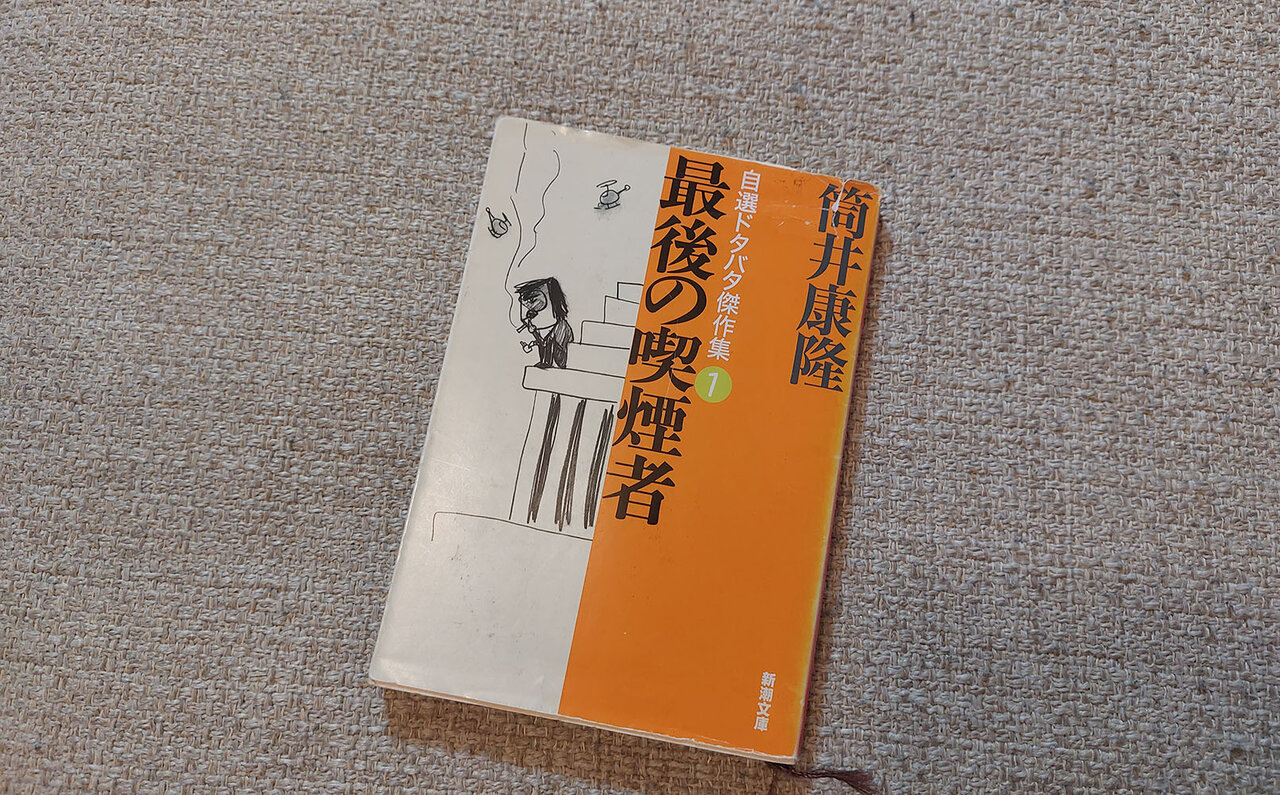 筒井康隆
自選ドタバタ傑作集1
最後の喫煙者
新潮文庫